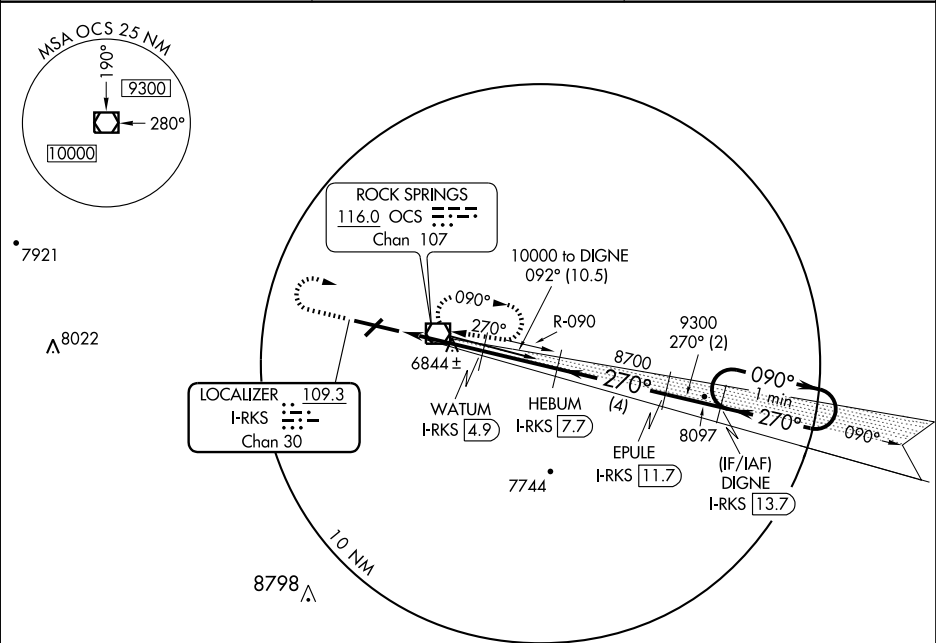 MSA OCS 25 NM
190°
9300
280°
10000
7921
8022
ROCK SPRINGS
116.0 OCS
Chan 107
10000 to DIGNE
092° (10.5)
090°
270°
R-090
9300
270° (2)
8700
6844 ±
270°
(4)
090°
1 min
270°
090°
LOCALIZER 109.3
I-RKS
Chan 30
WATUM
I-RKS 4.9
HEBUM
I-RKS 7.7
8097
EPULE
I-RKS 11.7
(IF/IAF)
DIGNE
I-RKS 13.7
7744
10 NM
8798